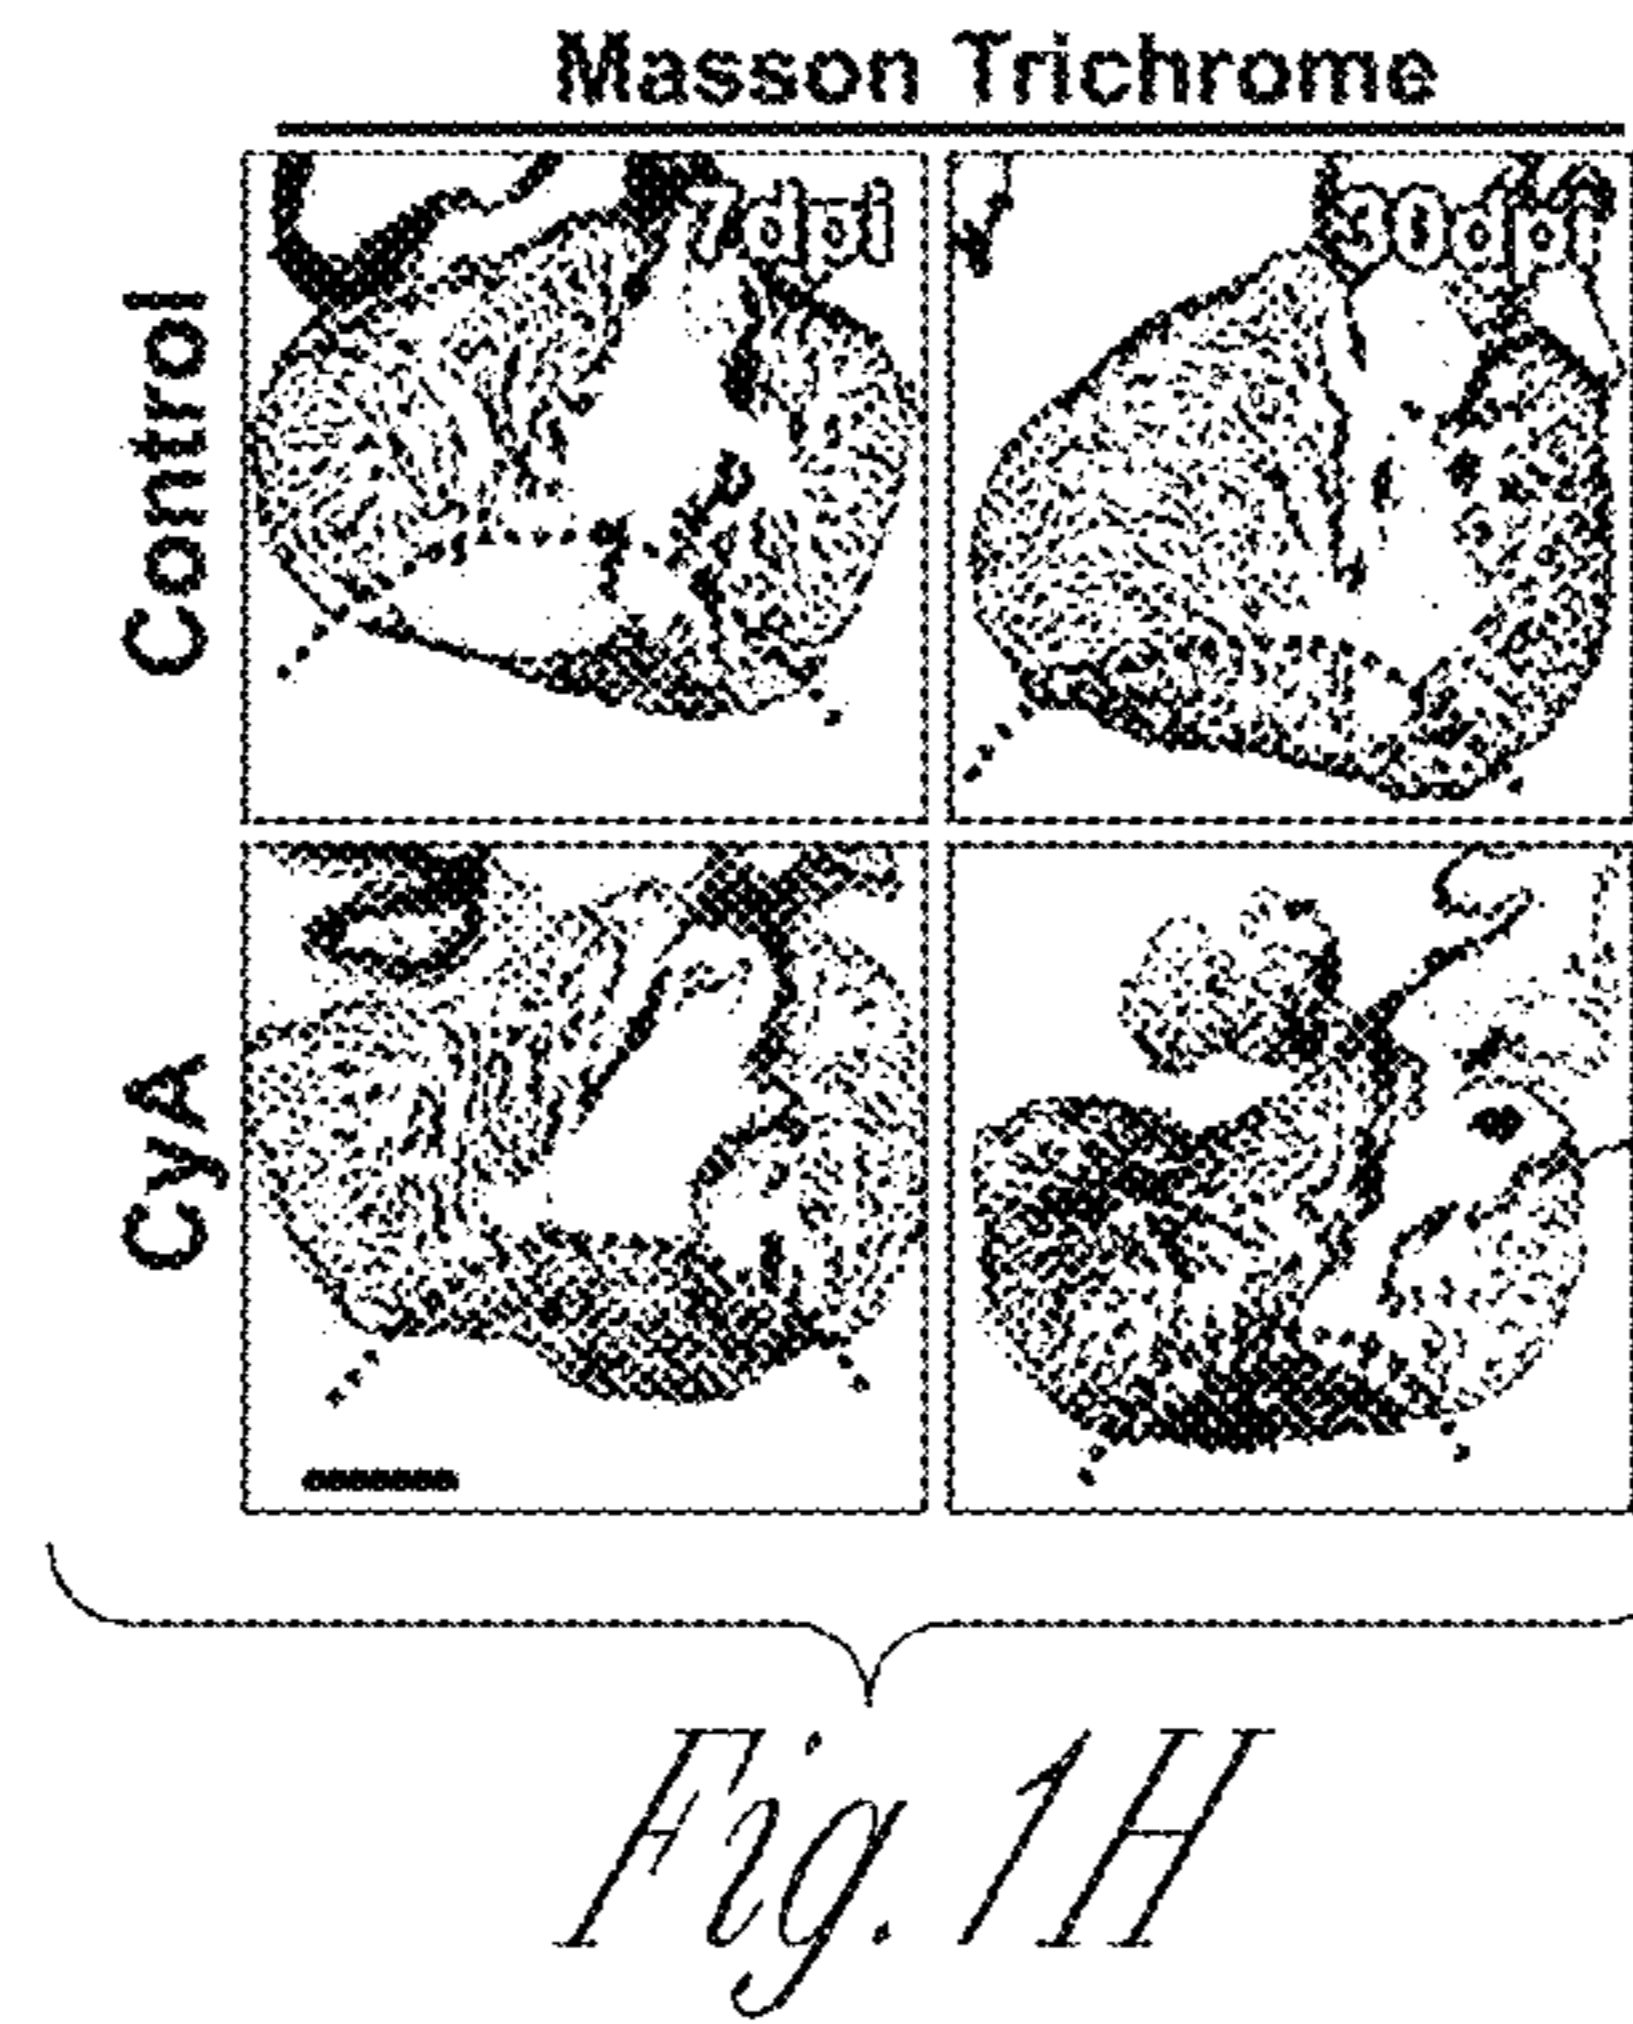 Masson Trichrome
7dpi
30dpi
Control
CyA
Fig. 1H